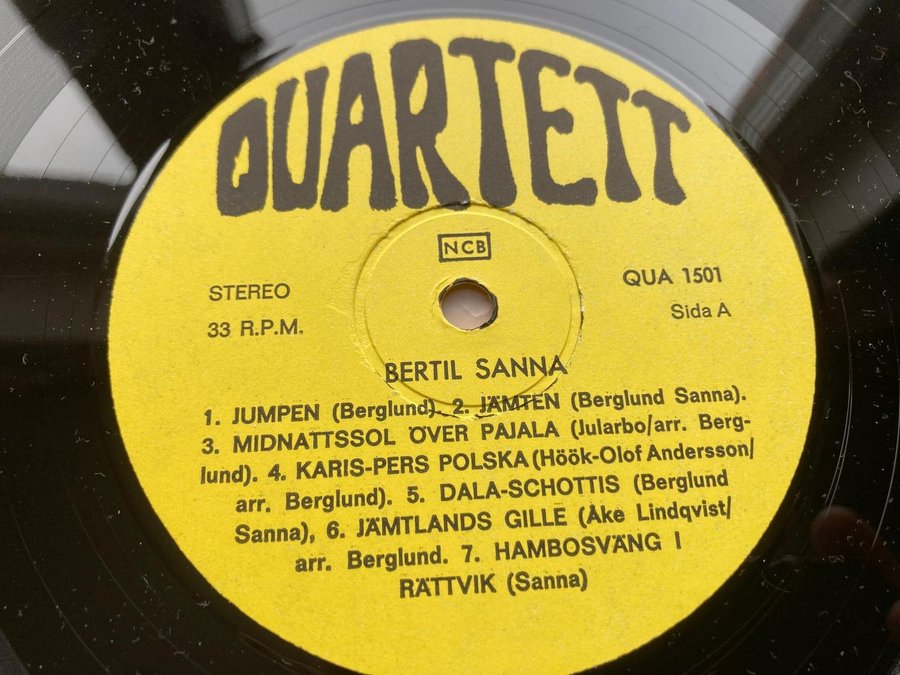 QUARTETT
NCB
STEREO
33 R.P.M.
QUA 1501
Sida A
BERTIL SANNA
1. JUMPEN (Berglund). 2. JÄMTEN (Berglund Sanna).
3. MIDNATTSSOL ÖVER PAJALA (Jularbo/arr. Berg-
lund). 4. KARIS-PERS POLSKA (Höök-Olof Andersson/
arr. Berglund). 5. DALA-SCHOTTIS (Berglund
Sanna), 6. JÄMTLANDS GILLE (Åke Lindqvist/
arr. Berglund. 7. HAMBOSVÄNG I
RÄTTVIK (Sanna)